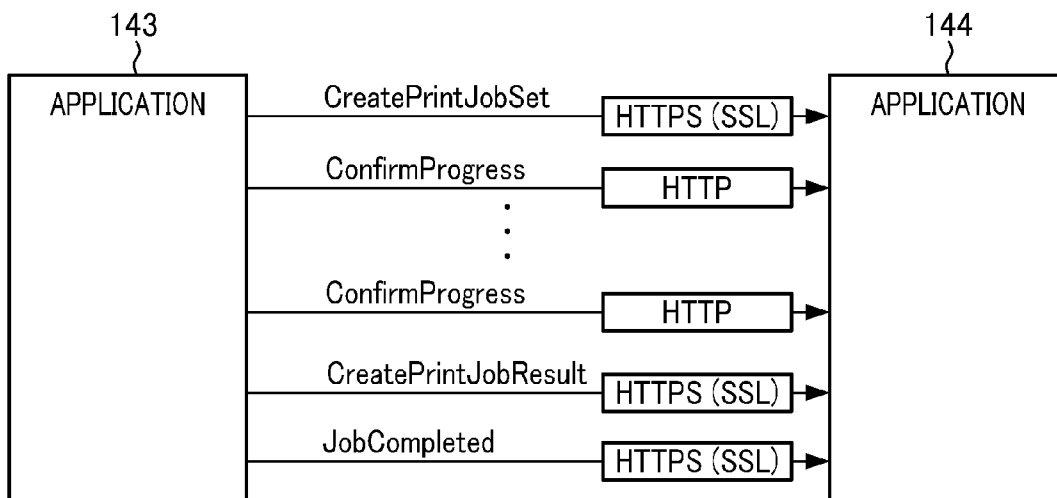 143
144
APPLICATION
APPLICATION
CreatePrintJobSet
HTTPS (SSL)
ConfirmProgress
HTTP
ConfirmProgress
HTTP
CreatePrintJobResult
HTTPS (SSL)
JobCompleted
HTTPS (SSL)